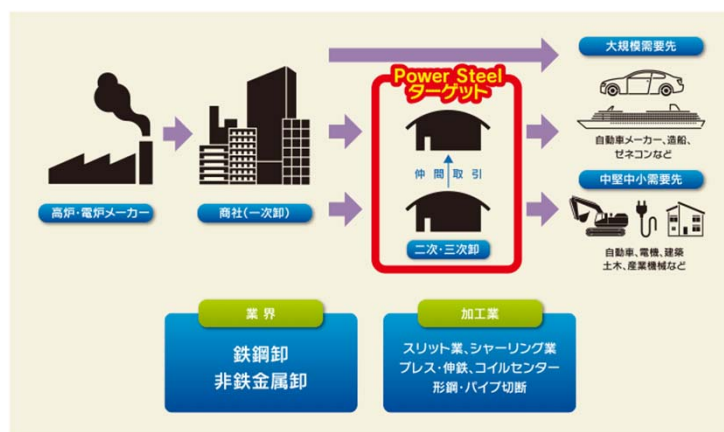 大規模需要先
Power Steel
ターゲット
自動車メーカー、造船、
ゼネコンなど
仲間取引
中堅中小需要先
高炉・電炉メーカー
商社(一次卸)
二次・三次卸
自動車、電機、建築
土木、産業機械など
業界
鉄鋼卸
非鉄金属卸
加工業
スリット業、シャーリング業
プレス・伸鉄、コイルセンター
形鋼・パイプ切断